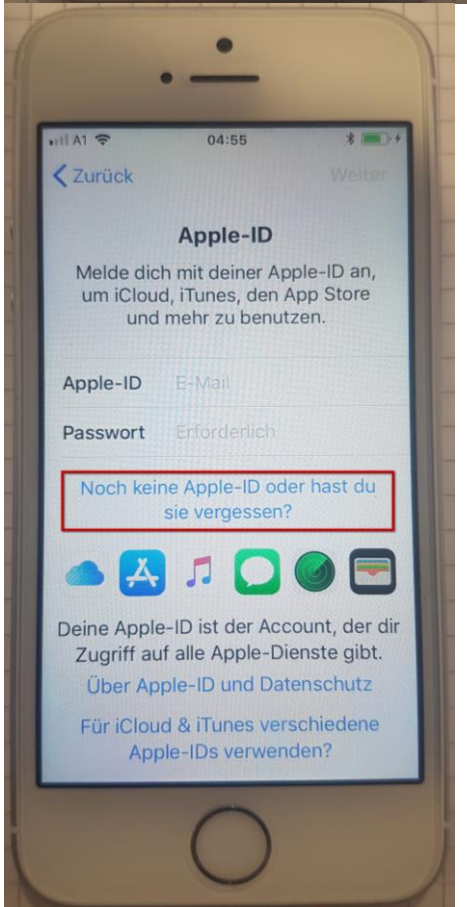 A1 04:55
Zurück Weiter
Apple-ID
Melde dich mit deiner Apple-ID an,
um iCloud, iTunes, den App Store
und mehr zu benutzen.
Apple-ID E-Mail
Passwort Erforderlich
Noch keine Apple-ID oder hast du
sie vergessen?
Deine Apple-ID ist der Account, der dir
Zugriff auf alle Apple-Dienste gibt.
Über Apple-ID und Datenschutz
Für iCloud & iTunes verschiedene
Apple-IDs verwenden?